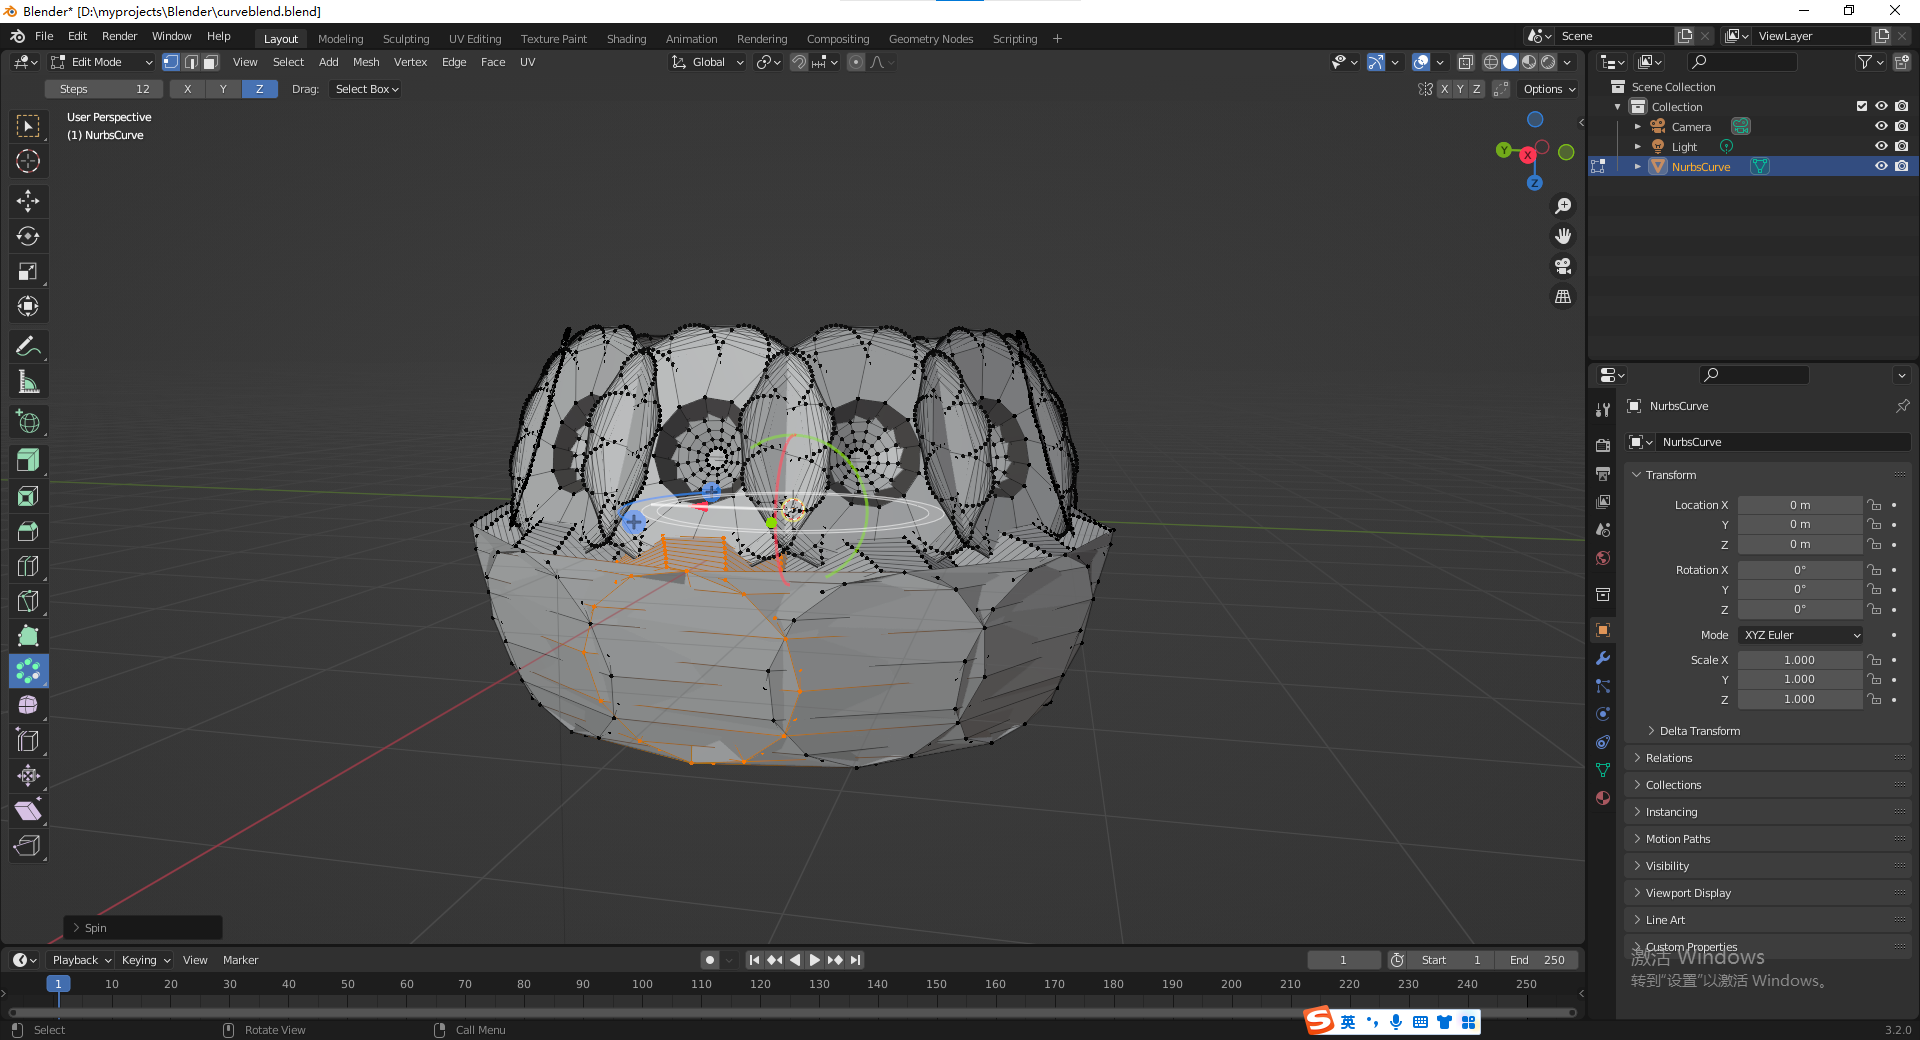 Blender* [D:\myprojects\Blender\curveblend.blend]
File Edit Render Window Help Layout Modeling Sculpting UV Editing Texture Paint Shading Animation Rendering Compositing Geometry Nodes Scripting + Scene ViewLayer
Edit Mode View Select Add Mesh Vertex Edge Face UV Global
Steps 12 X Y Z Drag: Select Box X Y Z Options
User Perspective
(1) NurbsCurve
Y X Z
Spin
Scene Collection
Collection
Camera
Light
NurbsCurve
NurbsCurve
NurbsCurve
Transform
Location X 0 m
Y 0 m
Z 0 m
Rotation X 0°
Y 0°
Z 0°
Mode XYZ Euler
Scale X 1.000
Y 1.000
Z 1.000
Delta Transform
Relations
Collections
Instancing
Motion Paths
Visibility
Viewport Display
Line Art
Custom Properties
激活 Windows
转到“设置”以激活 Windows。
Playback Keying View Marker 1 Start 1 End 250
1 10 20 30 40 50 60 70 80 90 100 110 120 130 140 150 160 170 180 190 200 210 220 230 240 250
Select Rotate View Call Menu 3.2.0
S 英